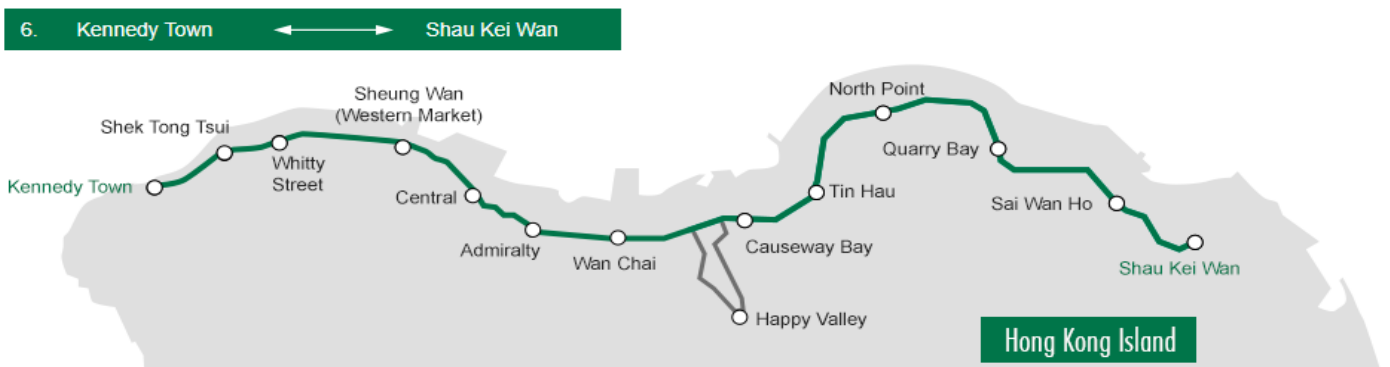 6. Kennedy Town Shau Kei Wan
Sheung Wan
(Western Market)
Shek Tong Tsui
Whitty
Street
Kennedy Town
Central
Admiralty
Wan Chai
Causeway Bay
Happy Valley
Tin Hau
North Point
Quarry Bay
Sai Wan Ho
Shau Kei Wan
Hong Kong Island